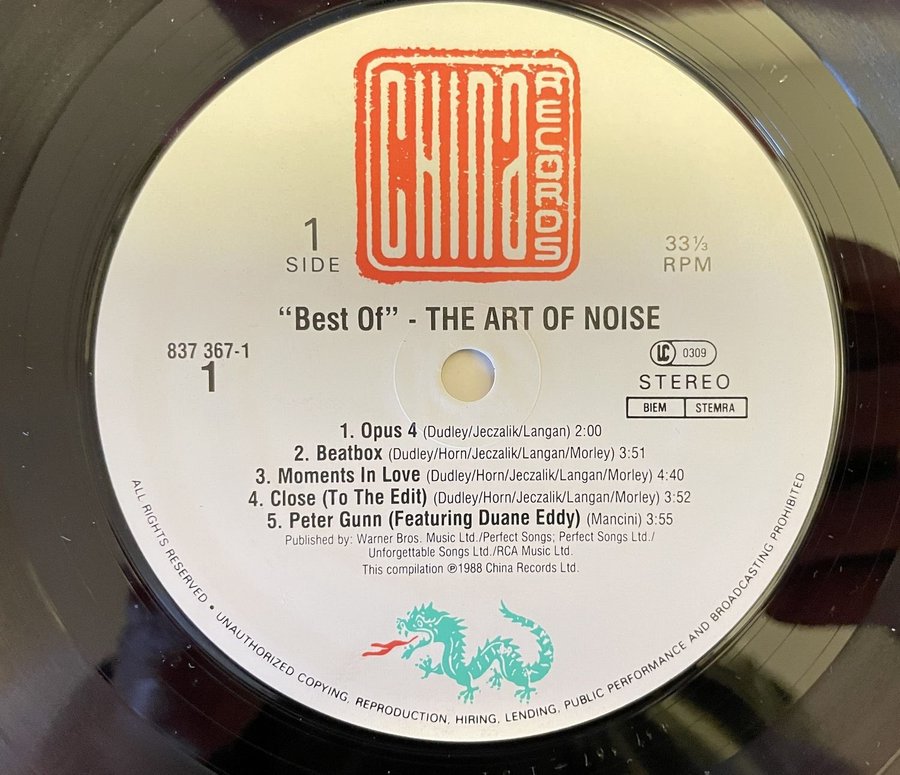 CHINA RECORDS
1
SIDE
33⅓
RPM
“Best Of” - THE ART OF NOISE
837 367-1
1
LC 0309
STEREO
BIEM STEMRA
1. Opus 4 (Dudley/Jeczalik/Langan) 2:00
2. Beatbox (Dudley/Horn/Jeczalik/Langan/Morley) 3:51
3. Moments In Love (Dudley/Horn/Jeczalik/Langan/Morley) 4:40
4. Close (To The Edit) (Dudley/Horn/Jeczalik/Langan/Morley) 3:52
5. Peter Gunn (Featuring Duane Eddy) (Mancini) 3:55
Published by: Warner Bros. Music Ltd./Perfect Songs; Perfect Songs Ltd./
Unforgettable Songs Ltd./RCA Music Ltd.
This compilation ℗1988 China Records Ltd.
ALL RIGHTS RESERVED • UNAUTHORIZED COPYING, REPRODUCTION, HIRING, LENDING, PUBLIC PERFORMANCE AND BROADCASTING PROHIBITED